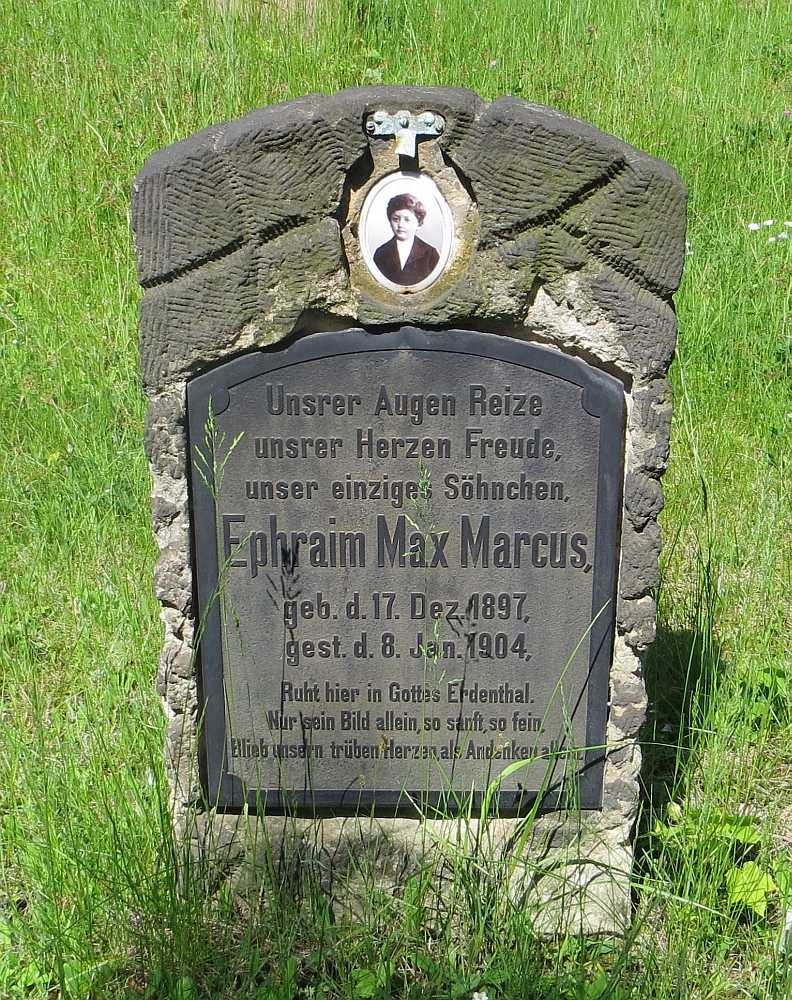 Unsrer Augen Reize
unsrer Herzen Freude,
unser einziges Söhnchen,
Ephraim Max Marcus,
geb. d. 17. Dez. 1897,
gest. d. 8. Jan. 1904,
Ruht hier in Gottes Erdenthal.
Nur sein Bild allein, so sanft, so fein,
Blieb unsern trüben Herzen, als Andenken allein.